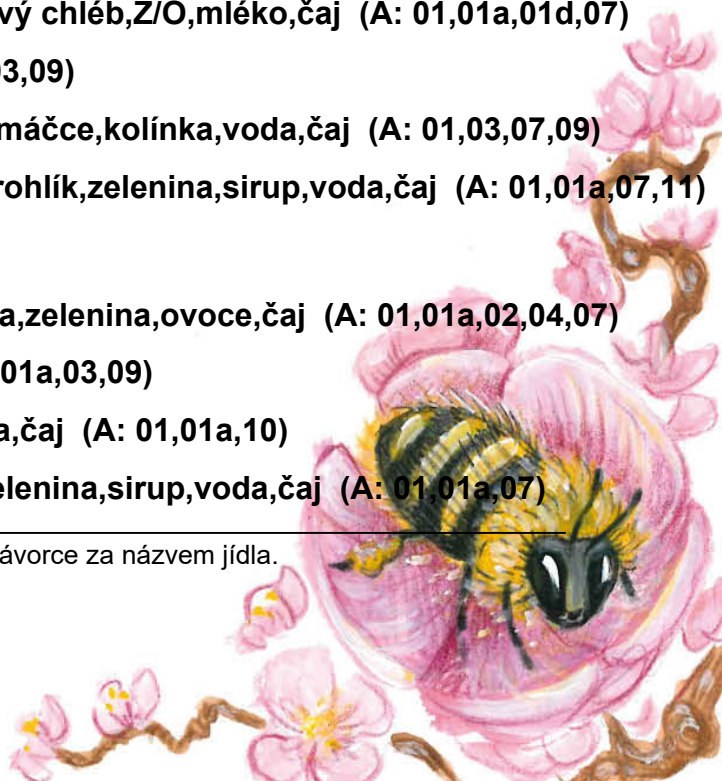 vý chléb,Z/O,mléko,čaj (A: 01,01a,01d,07)
03,09)
máčce,kolínka,voda,čaj (A: 01,03,07,09)
rohlík,zelenina,sirup,voda,čaj (A: 01,01a,07,11)
a,zelenina,ovoce,čaj (A: 01,01a,02,04,07)
01a,03,09)
a,čaj (A: 01,01a,10)
elenina,sirup,voda,čaj (A: 01,01a,07)
ávorce za názvem jídla.